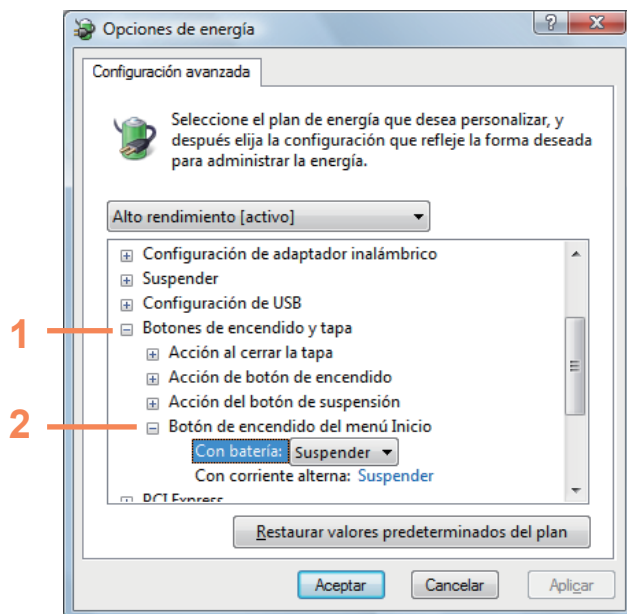 Opciones de energía
Configuración avanzada
Seleccione el plan de energía que desea personalizar, y
después elija la configuración que refleje la forma deseada
para administrar la energía.
Alto rendimiento [activo]
Configuración de adaptador inalámbrico
Suspender
Configuración de USB
1 Botones de encendido y tapa
Acción al cerrar la tapa
Acción de botón de encendido
Acción del botón de suspensión
2 Botón de encendido del menú Inicio
Con batería: Suspender
Con corriente alterna: Suspender
PCI Express
Restaurar valores predeterminados del plan
Aceptar Cancelar Aplicar